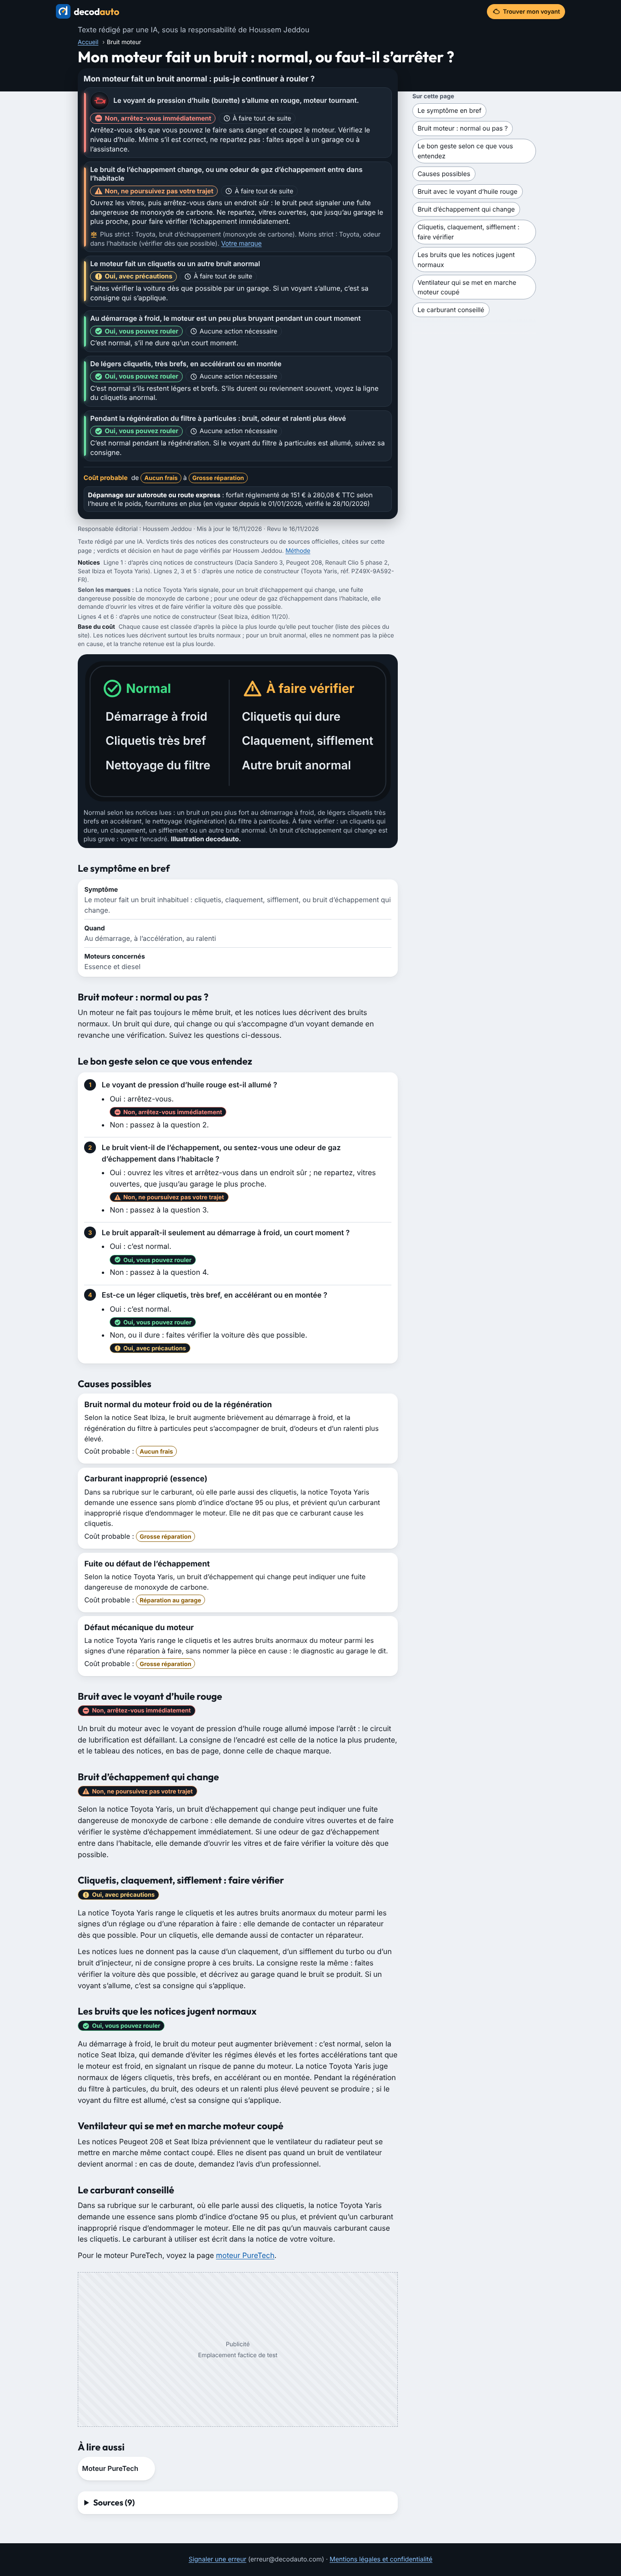 decodauto
Trouver mon voyant
Texte rédigé par une IA, sous la responsabilité de Houssem Jeddou
Accueil › Bruit moteur
Mon moteur fait un bruit : normal, ou faut-il s’arrêter ?
Mon moteur fait un bruit anormal : puis-je continuer à rouler ?
Le voyant de pression d’huile (burette) s’allume en rouge, moteur tournant.
Non, arrêtez-vous immédiatement
À faire tout de suite
Arrêtez-vous dès que vous pouvez le faire sans danger et coupez le moteur. Vérifiez le
niveau d’huile. Même s’il est correct, ne repartez pas : faites appel à un garage ou à
l’assistance.
Le bruit de l’échappement change, ou une odeur de gaz d’échappement entre dans
l’habitacle
Non, ne poursuivez pas votre trajet
À faire tout de suite
Ouvrez les vitres, puis arrêtez-vous dans un endroit sûr : le bruit peut signaler une fuite
dangereuse de monoxyde de carbone. Ne repartez, vitres ouvertes, que jusqu’au garage le
plus proche, pour faire vérifier l’échappement immédiatement.
Plus strict : Toyota, bruit d’échappement (monoxyde de carbone). Moins strict : Toyota, odeur
dans l’habitacle (vérifier dès que possible). Votre marque
Le moteur fait un cliquetis ou un autre bruit anormal
Oui, avec précautions
À faire tout de suite
Faites vérifier la voiture dès que possible par un garage. Si un voyant s’allume, c’est sa
consigne qui s’applique.
Au démarrage à froid, le moteur est un peu plus bruyant pendant un court moment
Oui, vous pouvez rouler
Aucune action nécessaire
C’est normal, s’il ne dure qu’un court moment.
De légers cliquetis, très brefs, en accélérant ou en montée
Oui, vous pouvez rouler
Aucune action nécessaire
C’est normal s’ils restent légers et brefs. S’ils durent ou reviennent souvent, voyez la ligne
du cliquetis anormal.
Pendant la régénération du filtre à particules : bruit, odeur et ralenti plus élevé
Oui, vous pouvez rouler
Aucune action nécessaire
C’est normal pendant la régénération. Si le voyant du filtre à particules est allumé, suivez sa
consigne.
Coût probable de Aucun frais à Grosse réparation
Dépannage sur autoroute ou route express : forfait réglementé de 151 € à 280,08 € TTC selon
l’heure et le poids, fournitures en plus (en vigueur depuis le 01/01/2026, vérifié le 28/10/2026)
Responsable éditorial : Houssem Jeddou · Mis à jour le 16/11/2026 · Revu le 16/11/2026
Texte rédigé par une IA. Verdicts tirés des notices des constructeurs ou de sources officielles, citées sur cette
page ; verdicts et décision en haut de page vérifiés par Houssem Jeddou. Méthode
Notices Ligne 1 : d’après cinq notices de constructeurs (Dacia Sandero 3, Peugeot 208, Renault Clio 5 phase 2,
Seat Ibiza et Toyota Yaris). Lignes 2, 3 et 5 : d’après une notice de constructeur (Toyota Yaris, réf. PZ49X-9A592-
FR).
Selon les marques : La notice Toyota Yaris signale, pour un bruit d’échappement qui change, une fuite
dangereuse possible de monoxyde de carbone ; pour une odeur de gaz d’échappement dans l’habitacle, elle
demande d’ouvrir les vitres et de faire vérifier la voiture dès que possible.
Lignes 4 et 6 : d’après une notice de constructeur (Seat Ibiza, édition 11/20).
Base du coût Chaque cause est classée d’après la pièce la plus lourde qu’elle peut toucher (liste des pièces du
site). Les notices lues décrivent surtout les bruits normaux ; pour un bruit anormal, elles ne nomment pas la pièce
en cause, et la tranche retenue est la plus lourde.
Normal
Démarrage à froid
Cliquetis très bref
Nettoyage du filtre
À faire vérifier
Cliquetis qui dure
Claquement, sifflement
Autre bruit anormal
Normal selon les notices lues : un bruit un peu plus fort au démarrage à froid, de légers cliquetis très
brefs en accélérant, le nettoyage (régénération) du filtre à particules. À faire vérifier : un cliquetis qui
dure, un claquement, un sifflement ou un autre bruit anormal. Un bruit d’échappement qui change est
plus grave : voyez l’encadré. Illustration decodauto.
Le symptôme en bref
Symptôme
Le moteur fait un bruit inhabituel : cliquetis, claquement, sifflement, ou bruit d’échappement qui
change.
Quand
Au démarrage, à l’accélération, au ralenti
Moteurs concernés
Essence et diesel
Bruit moteur : normal ou pas ?
Un moteur ne fait pas toujours le même bruit, et les notices lues décrivent des bruits
normaux. Un bruit qui dure, qui change ou qui s’accompagne d’un voyant demande en
revanche une vérification. Suivez les questions ci-dessous.
Le bon geste selon ce que vous entendez
1 Le voyant de pression d’huile rouge est-il allumé ?
• Oui : arrêtez-vous.
Non, arrêtez-vous immédiatement
• Non : passez à la question 2.
2 Le bruit vient-il de l’échappement, ou sentez-vous une odeur de gaz
d’échappement dans l’habitacle ?
• Oui : ouvrez les vitres et arrêtez-vous dans un endroit sûr ; ne repartez, vitres
ouvertes, que jusqu’au garage le plus proche.
Non, ne poursuivez pas votre trajet
• Non : passez à la question 3.
3 Le bruit apparaît-il seulement au démarrage à froid, un court moment ?
• Oui : c’est normal.
Oui, vous pouvez rouler
• Non : passez à la question 4.
4 Est-ce un léger cliquetis, très bref, en accélérant ou en montée ?
• Oui : c’est normal.
Oui, vous pouvez rouler
• Non, ou il dure : faites vérifier la voiture dès que possible.
Oui, avec précautions
Causes possibles
Bruit normal du moteur froid ou de la régénération
Selon la notice Seat Ibiza, le bruit augmente brièvement au démarrage à froid, et la
régénération du filtre à particules peut s’accompagner de bruit, d’odeurs et d’un ralenti plus
élevé.
Coût probable : Aucun frais
Carburant inapproprié (essence)
Dans sa rubrique sur le carburant, où elle parle aussi des cliquetis, la notice Toyota Yaris
demande une essence sans plomb d’indice d’octane 95 ou plus, et prévient qu’un carburant
inapproprié risque d’endommager le moteur. Elle ne dit pas que ce carburant cause les
cliquetis.
Coût probable : Grosse réparation
Fuite ou défaut de l’échappement
Selon la notice Toyota Yaris, un bruit d’échappement qui change peut indiquer une fuite
dangereuse de monoxyde de carbone.
Coût probable : Réparation au garage
Défaut mécanique du moteur
La notice Toyota Yaris range le cliquetis et les autres bruits anormaux du moteur parmi les
signes d’une réparation à faire, sans nommer la pièce en cause : le diagnostic au garage le dit.
Coût probable : Grosse réparation
Bruit avec le voyant d’huile rouge
Non, arrêtez-vous immédiatement
Un bruit du moteur avec le voyant de pression d’huile rouge allumé impose l’arrêt : le circuit
de lubrification est défaillant. La consigne de l’encadré est celle de la notice la plus prudente,
et le tableau des notices, en bas de page, donne celle de chaque marque.
Bruit d’échappement qui change
Non, ne poursuivez pas votre trajet
Selon la notice Toyota Yaris, un bruit d’échappement qui change peut indiquer une fuite
dangereuse de monoxyde de carbone : elle demande de conduire vitres ouvertes et de faire
vérifier le système d’échappement immédiatement. Si une odeur de gaz d’échappement
entre dans l’habitacle, elle demande d’ouvrir les vitres et de faire vérifier la voiture dès que
possible.
Cliquetis, claquement, sifflement : faire vérifier
Oui, avec précautions
La notice Toyota Yaris range le cliquetis et les autres bruits anormaux du moteur parmi les
signes d’un réglage ou d’une réparation à faire : elle demande de contacter un réparateur
dès que possible. Pour un cliquetis, elle demande aussi de contacter un réparateur.
Les notices lues ne donnent pas la cause d’un claquement, d’un sifflement du turbo ou d’un
bruit d’injecteur, ni de consigne propre à ces bruits. La consigne reste la même : faites
vérifier la voiture dès que possible, et décrivez au garage quand le bruit se produit. Si un
voyant s’allume, c’est sa consigne qui s’applique.
Les bruits que les notices jugent normaux
Oui, vous pouvez rouler
Au démarrage à froid, le bruit du moteur peut augmenter brièvement : c’est normal, selon la
notice Seat Ibiza, qui demande d’éviter les régimes élevés et les fortes accélérations tant que
le moteur est froid, en signalant un risque de panne du moteur. La notice Toyota Yaris juge
normaux de légers cliquetis, très brefs, en accélérant ou en montée. Pendant la régénération
du filtre à particules, du bruit, des odeurs et un ralenti plus élevé peuvent se produire ; si le
voyant du filtre est allumé, c’est sa consigne qui s’applique.
Ventilateur qui se met en marche moteur coupé
Les notices Peugeot 208 et Seat Ibiza préviennent que le ventilateur du radiateur peut se
mettre en marche même contact coupé. Elles ne disent pas quand un bruit de ventilateur
devient anormal : en cas de doute, demandez l’avis d’un professionnel.
Le carburant conseillé
Dans sa rubrique sur le carburant, où elle parle aussi des cliquetis, la notice Toyota Yaris
demande une essence sans plomb d’indice d’octane 95 ou plus, et prévient qu’un carburant
inapproprié risque d’endommager le moteur. Elle ne dit pas qu’un mauvais carburant cause
les cliquetis. Le carburant à utiliser est écrit dans la notice de votre voiture.
Pour le moteur PureTech, voyez la page moteur PureTech.
Publicité
Emplacement factice de test
À lire aussi
Moteur PureTech
Sources (9)
Sur cette page
Le symptôme en bref
Bruit moteur : normal ou pas ?
Le bon geste selon ce que vous
entendez
Causes possibles
Bruit avec le voyant d’huile rouge
Bruit d’échappement qui change
Cliquetis, claquement, sifflement :
faire vérifier
Les bruits que les notices jugent
normaux
Ventilateur qui se met en marche
moteur coupé
Le carburant conseillé
Signaler une erreur (erreur@decodauto.com) · Mentions légales et confidentialité